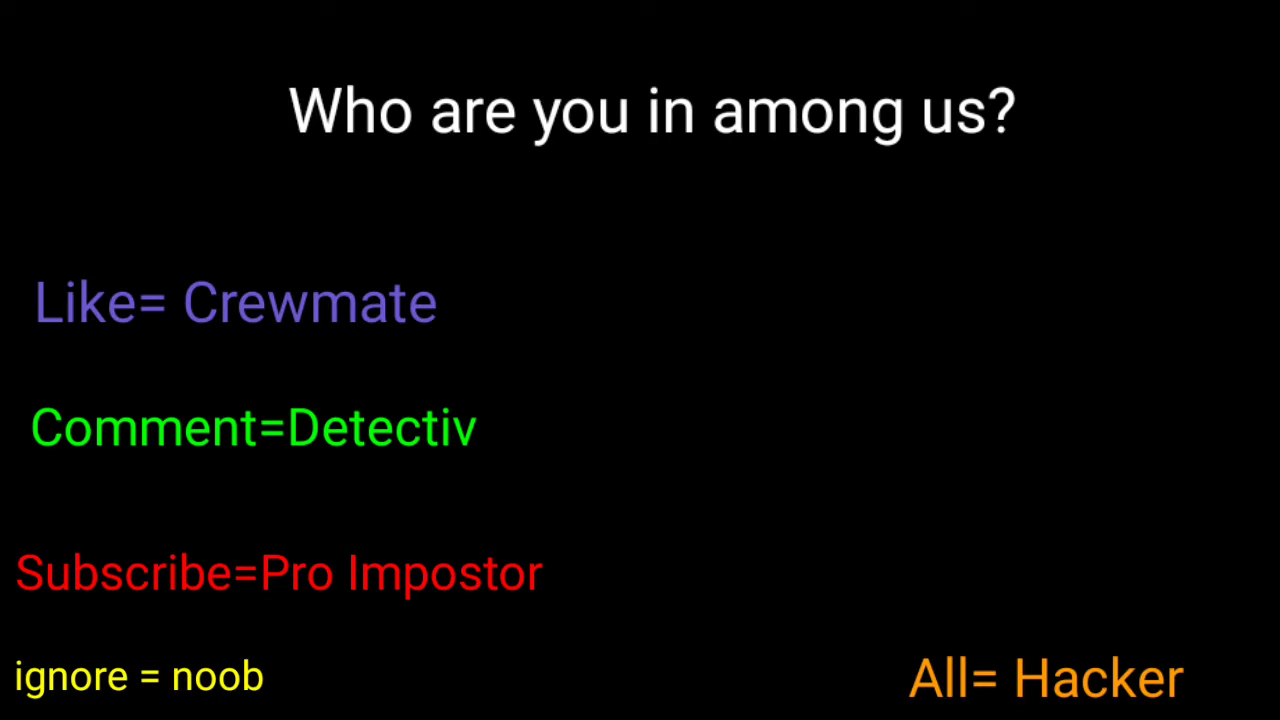 Who are you in among us?
Like= Crewmate
Comment=Detectiv
Subscribe=Pro Impostor
ignore = noob
All= Hacker